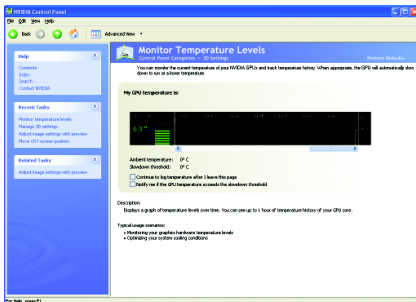 NVIDIA Control Panel
File Edit View Help
Back
Advanced View
Help
Contents
Index
Search
Contact NVIDIA
Recent Tasks
Monitor temperature levels
Manage 3D settings
Adjust image settings with preview
Move CRT screen position
Related Tasks
Adjust image settings with preview
Monitor Temperature Levels
Control Panel Categories > 3D Settings
Restore Defaults
You can monitor the current temperature of your NVIDIA GPUs and track temperature history. When appropriate, the GPU will automatically slow
down to run at a lower temperature.
My GPU temperature is:
43°
Ambient temperature: 0° C
Slowdown threshold: 0° C
Continue to log temperature after I leave this page
Notify me if the GPU temperature exceeds the slowdown threshold
Description:
Displays a graph of temperature levels over time. You can see up to 1 hour of temperature history of your GPU core.
Typical usage scenarios:
• Monitoring your graphics hardware temperature levels
• Optimizing your system cooling conditions
For Help, press F1